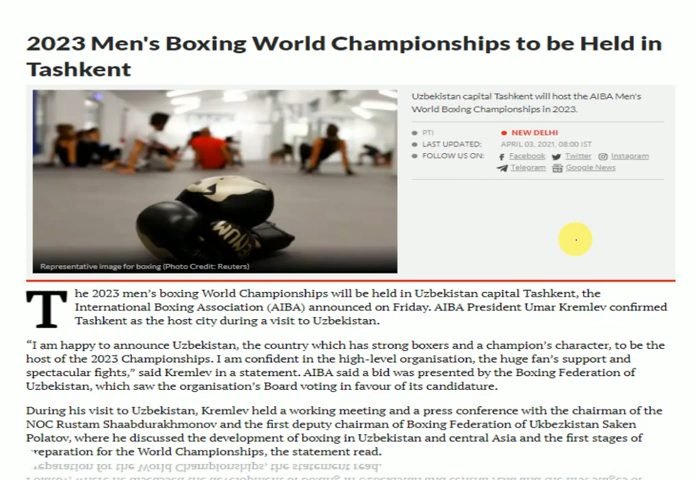 2023 Men's Boxing World Championships to be Held in
Tashkent
Uzbekistan capital Tashkent will host the AIBA Men's
World Boxing Championships in 2023.
PTI
NEW DELHI
LAST UPDATED:
APRIL 03, 2021, 08:00 IST
FOLLOW US ON:
Facebook
Twitter
Instagram
Telegram
Google News
Representative image for boxing (Photo Credit: Reuters)
The 2023 men's boxing World Championships will be held in Uzbekistan capital Tashkent, the
International Boxing Association (AIBA) announced on Friday. AIBA President Umar Kremlev confirmed
Tashkent as the host city during a visit to Uzbekistan.
“I am happy to announce Uzbekistan, the country which has strong boxers and a champion's character, to be the
host of the 2023 Championships. I am confident in the high-level organisation, the huge fan's support and
spectacular fights,” said Kremlev in a statement. AIBA said a bid was presented by the Boxing Federation of
Uzbekistan, which saw the organisation's Board voting in favour of its candidature.
During his visit to Uzbekistan, Kremlev held a working meeting and a press conference with the chairman of the
NOC Rustam Shaabdurakhmonov and the first deputy chairman of Boxing Federation of Ukbezkistan Saken
Polatov, where he discussed the development of boxing in Uzbekistan and central Asia and the first stages of
reparation for the World Championships, the statement read.